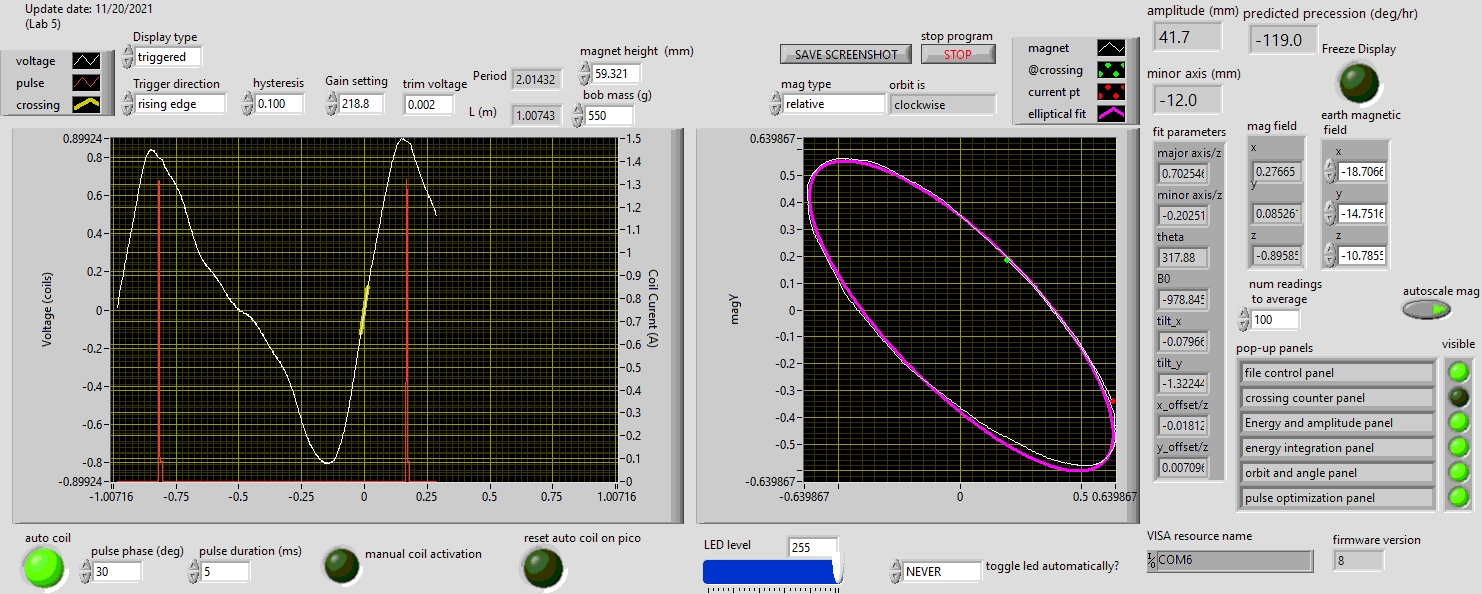 Update date: 11/20/2021
(Lab 5)
voltage
pulse
crossing
Display type
triggered
Trigger direction
rising edge
hysteresis
0.100
Gain setting
218.8
trim voltage
0.002
Period
2.01432
L (m)
1.00743
magnet height (mm)
59.321
bob mass (g)
550
SAVE SCREENSHOT
stop program
STOP
mag type
relative
orbit is
clockwise
magnet
@crossing
current pt
elliptical fit
amplitude (mm)
41.7
predicted precession (deg/hr)
-119.0
minor axis (mm)
-12.0
Freeze Display
fit parameters
major axis/z
0.702546
minor axis/z
-0.20251
theta
317.88
B0
-978.845
tilt_x
-0.07966
tilt_y
-1.32244
x_offset/z
-0.01812
y_offset/z
0.007096
mag field
x
0.27665
y
0.08526
z
-0.89585
earth magnetic
field
x
-18.7066
y
-14.7516
z
-10.7855
num readings
to average
100
autoscale mag
pop-up panels
visible
file control panel
crossing counter panel
Energy and amplitude panel
energy integration panel
orbit and angle panel
pulse optimization panel
Voltage (coils)
0.89924
0.8
0.6
0.4
0.2
0
-0.2
-0.4
-0.6
-0.8
-0.89924
-1.00716
-0.75
-0.5
-0.25
0
0.25
0.5
0.75
1.00716
1.5
1.4
1.3
1.2
1.1
1
0.9
0.8
0.7
0.6
0.5
0.4
0.3
0.2
0.1
0
Coil Curent (A)
magy
0.639867
0.5
0.4
0.3
0.2
0.1
0
-0.1
-0.2
-0.3
-0.4
-0.5
-0.639867
-0.639867
0
0.5
0.639867
auto coil
pulse phase (deg)
30
pulse duration (ms)
5
manual coil activation
reset auto coil on pico
LED level
255
NEVER
toggle led automatically?
VISA resource name
COM6
firmware version
8